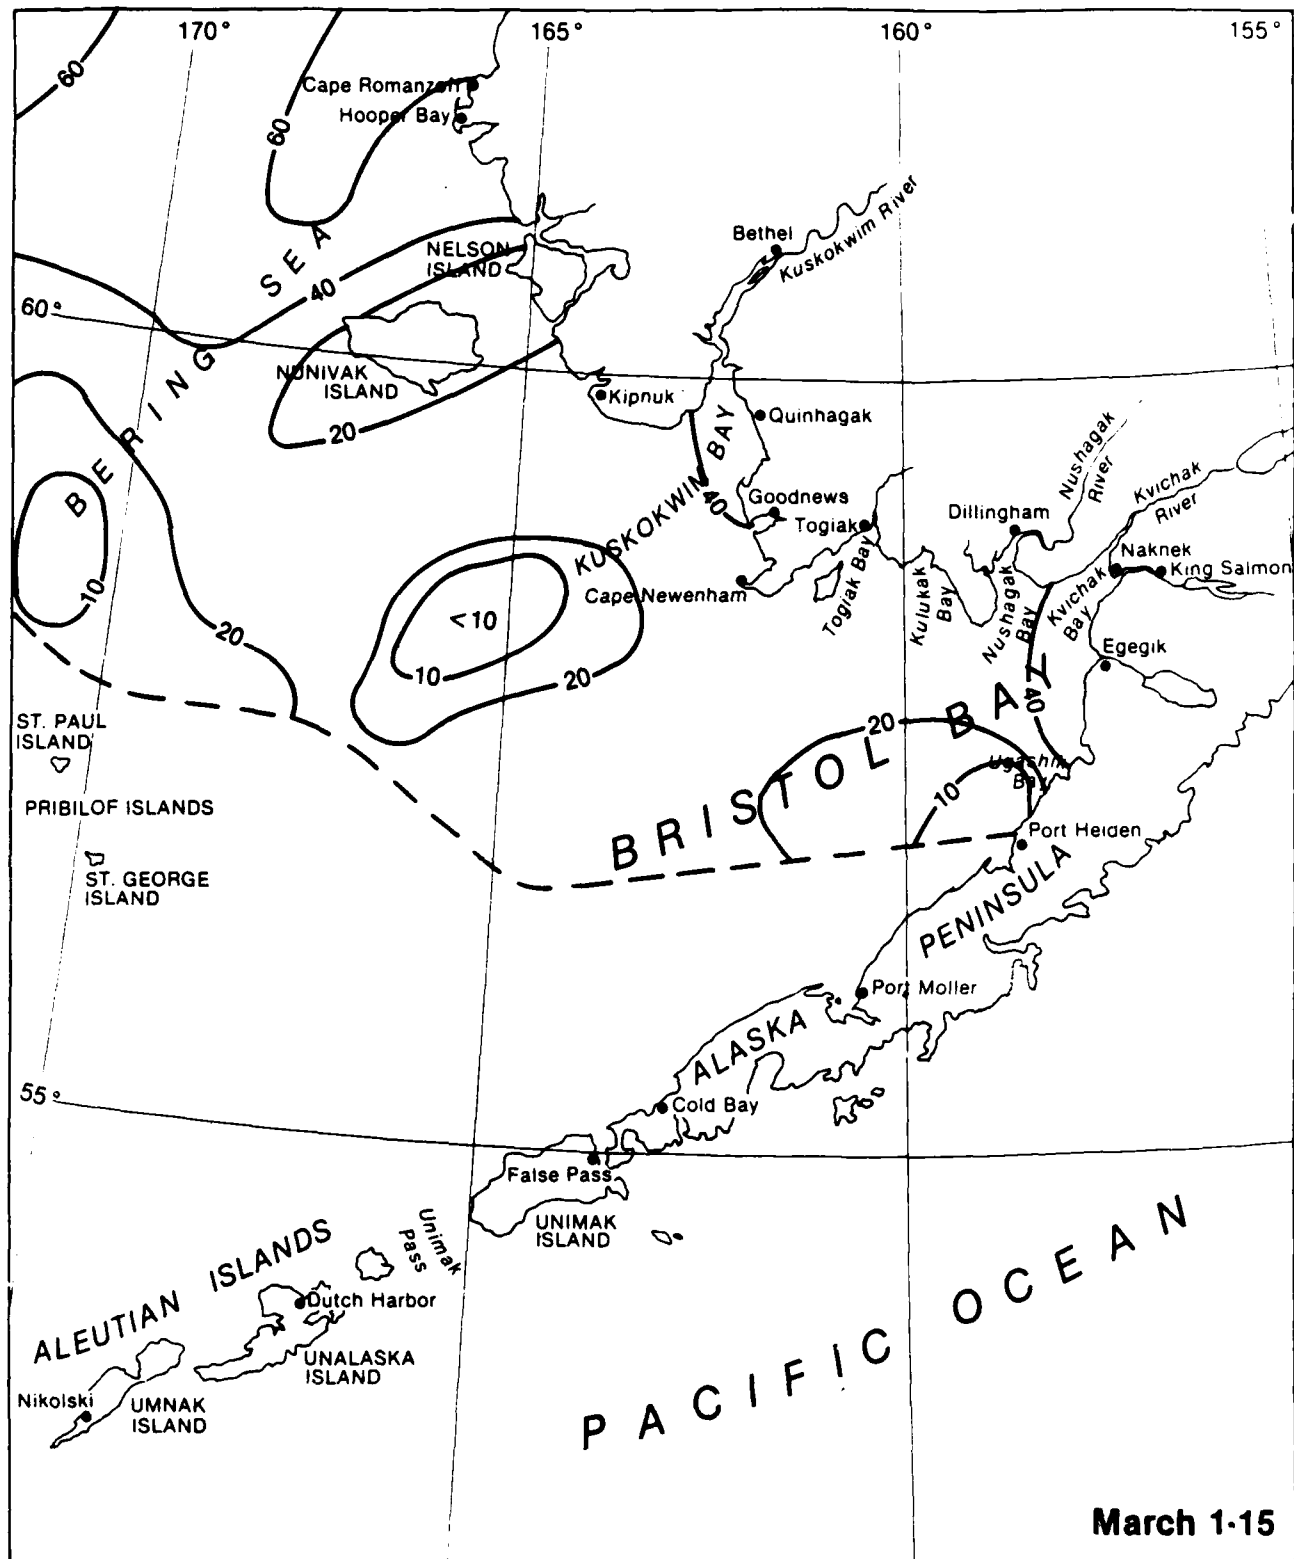 170°
165°
160°
155°
60
60
Cape Romanzoff
Hooper Bay
BERING SEA
NELSON
ISLAND
40
60°
NUNIVAK
ISLAND
20
Bethel
Kuskokwim River
Kipnuk
Quinhagak
KUSKOKWIM BAY
40
Goodnews
Togiak
Cape Newenham
Togiak Bay
Kulukak
Bay
Dillingham
Nushagak
River
Nushagak
Bay
Kvichak
River
Kvichak
Bay
Naknek
King Salmon
Egegik
10
20
<10
10
20
40
20
10
BRISTOL BAY
Ugashik
Bay
Port Heiden
ST. PAUL
ISLAND
PRIBILOF ISLANDS
ST. GEORGE
ISLAND
ALASKA PENINSULA
Port Moller
55°
Cold Bay
False Pass
UNIMAK
ISLAND
Unimak
Pass
ALEUTIAN ISLANDS
Dutch Harbor
UNALASKA
ISLAND
Nikolski
UMNAK
ISLAND
PACIFIC OCEAN
March 1-15